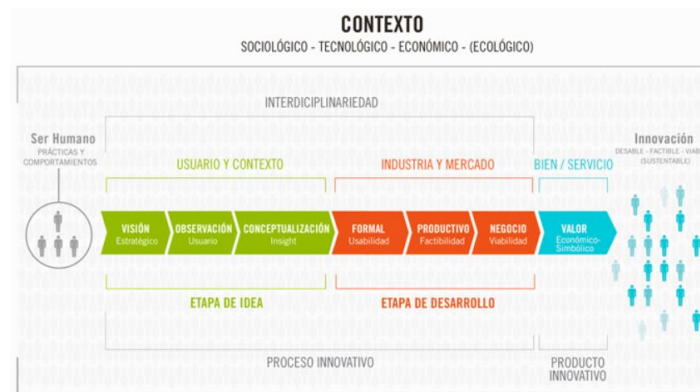 CONTEXTO
SOCIOLÓGICO - TECNOLÓGICO - ECONÓMICO - (ECOLÓGICO)
INTERDICIPLINARIEDAD
Ser Humano
PRÁCTICAS Y
COMPORTAMIENTOS
Innovación
DESABLE - FACTIBLE - VIAB
(SUSTENTABLE)
USUARIO Y CONTEXTO
INDUSTRIA Y MERCADO
BIEN / SERVICIO
VISIÓN
Estratégico
OBSERVACIÓN
Usuario
CONCEPTUALIZACIÓN
Insight
FORMAL
Usabilidad
PRODUCTIVO
Factibilidad
NEGOCIO
Viabilidad
VALOR
Económico-
Simbólico
ETAPA DE IDEA
ETAPA DE DESARROLLO
PROCESO INNOVATIVO
PRODUCTO
INNOVATIVO